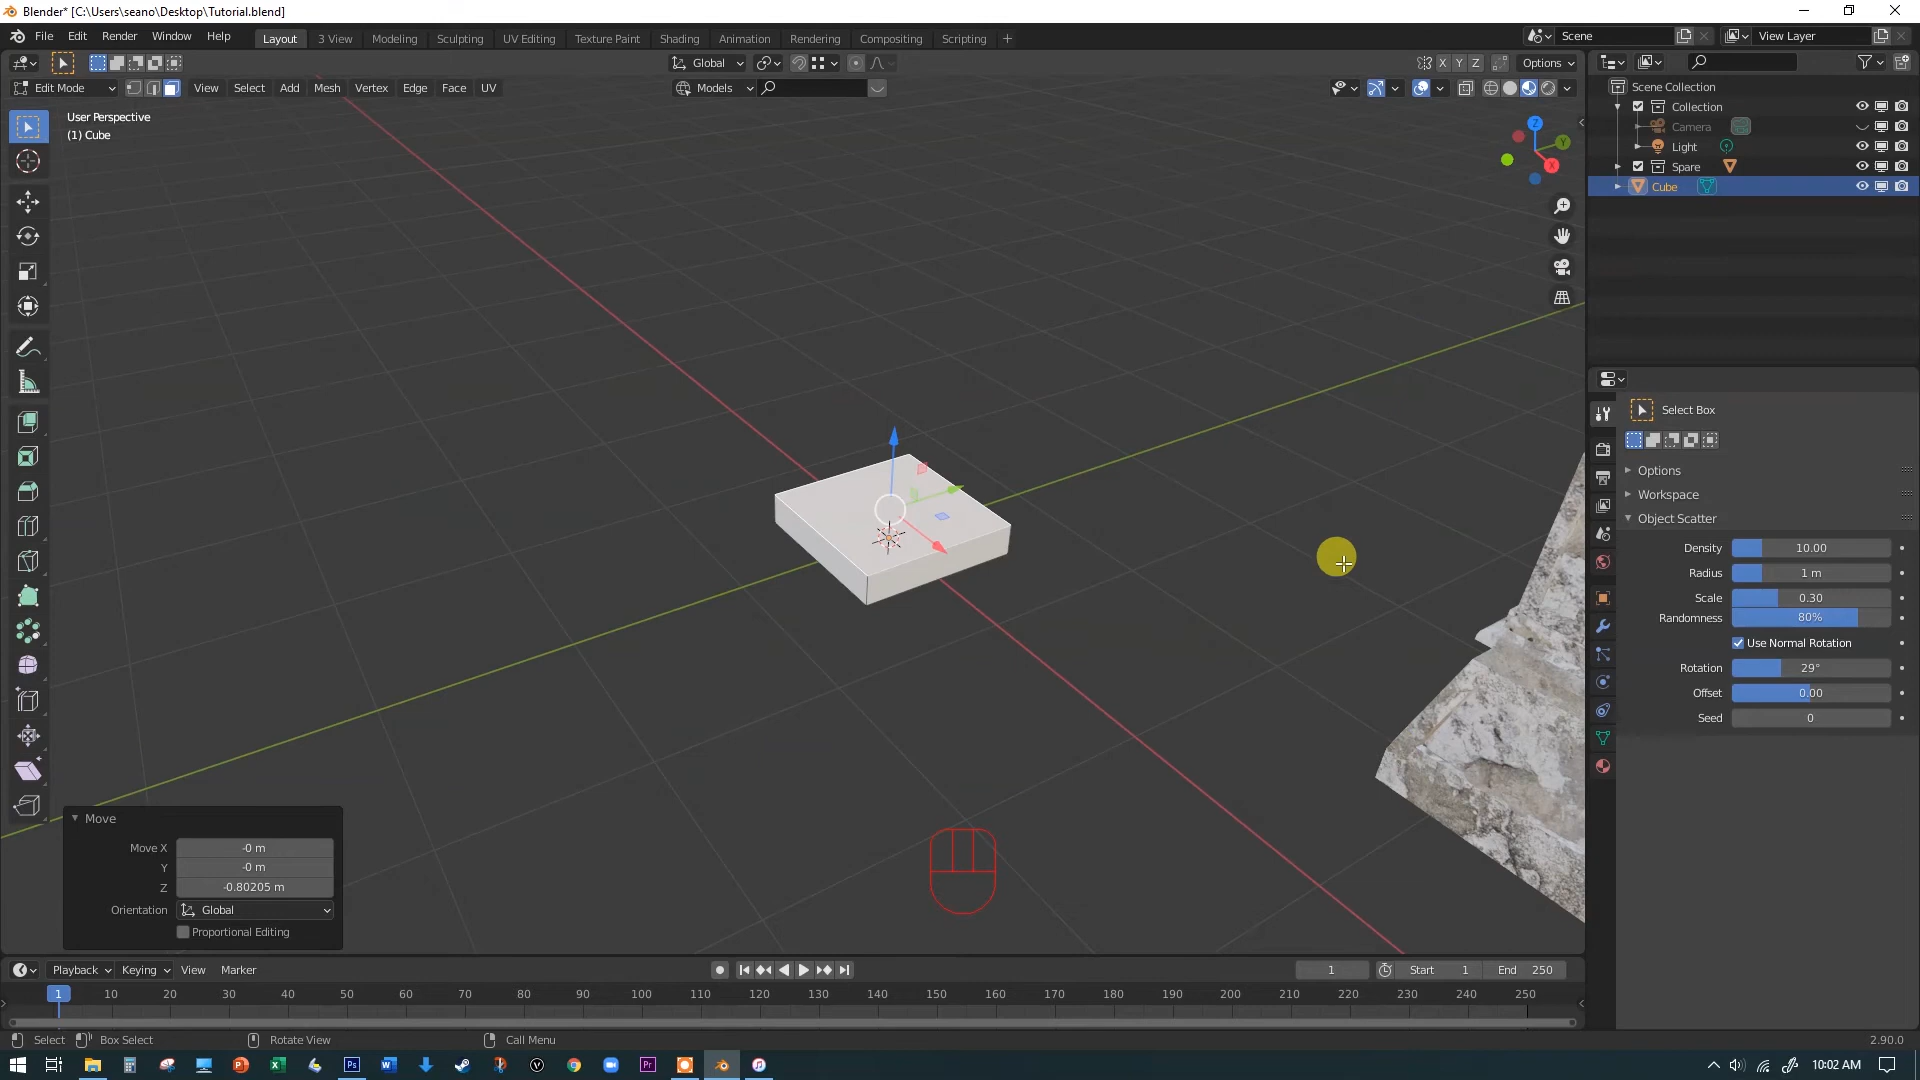 Blender* [C:\Users\seano\Desktop\Tutorial.blend]
File Edit Render Window Help Layout 3 View Modeling Sculpting UV Editing Texture Paint Shading Animation Rendering Compositing Scripting + Scene View Layer
Global X Y Z Options
Edit Mode View Select Add Mesh Vertex Edge Face UV Models
User Perspective
(1) Cube
Z
Y
X
Scene Collection
Collection
Camera
Light
Spare
Cube
Select Box
Options
Workspace
Object Scatter
Density 10.00
Radius 1 m
Scale 0.30
Randomness 80%
Use Normal Rotation
Rotation 29°
Offset 0.00
Seed 0
Move
Move X -0 m
Y -0 m
Z -0.80205 m
Orientation Global
Proportional Editing
Playback Keying View Marker 1 Start 1 End 250
1 10 20 30 40 50 60 70 80 90 100 110 120 130 140 150 160 170 180 190 200 210 220 230 240 250
Select Box Select Rotate View Call Menu 2.90.0
Ps Pr 10:02 AM